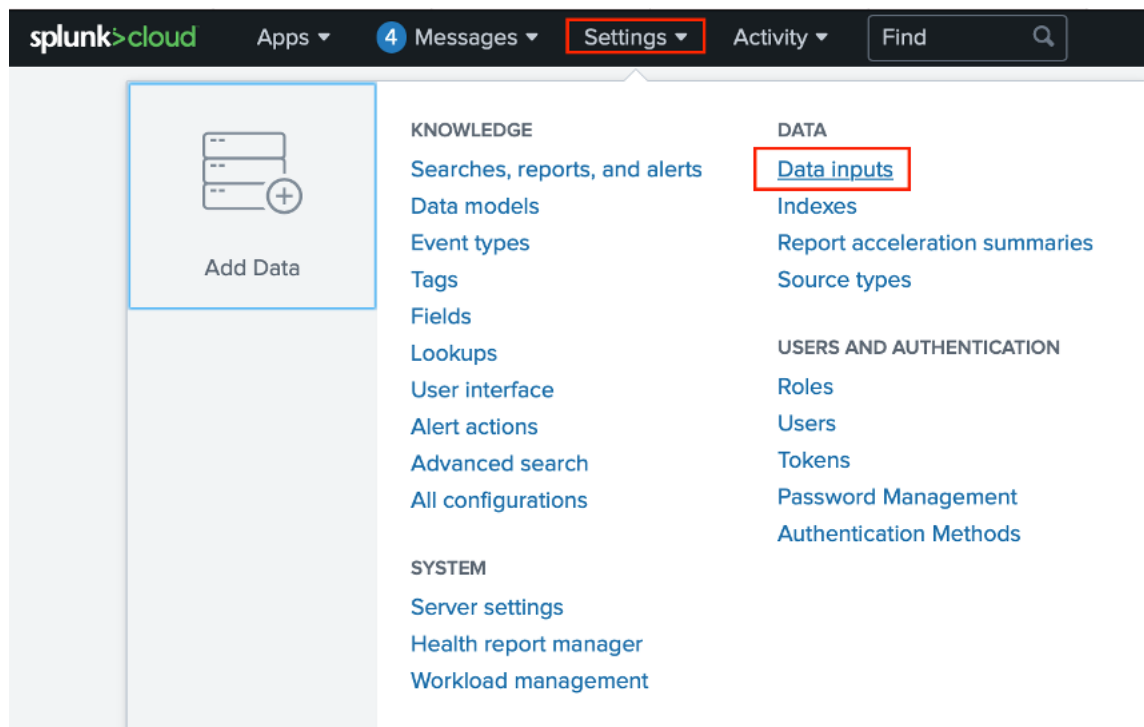 splunk>cloud Apps 4 Messages Settings Activity Find
Add Data
KNOWLEDGE
Searches, reports, and alerts
Data models
Event types
Tags
Fields
Lookups
User interface
Alert actions
Advanced search
All configurations
SYSTEM
Server settings
Health report manager
Workload management
DATA
Data inputs
Indexes
Report acceleration summaries
Source types
USERS AND AUTHENTICATION
Roles
Users
Tokens
Password Management
Authentication Methods